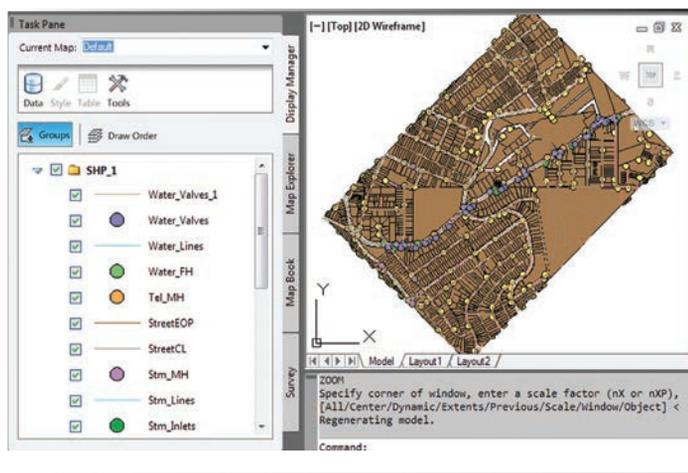 Task Pane
Current Map: Default
Data Style Table Tools
Groups Draw Order
SHP_1
Water_Valves_1
Water_Valves
Water_Lines
Water_FH
Tel_MH
StreetEOP
StreetCL
Stm_MH
Stm_Lines
Stm_Inlets
Display Manager
Map Explorer
Map Book
Survey
[−] [Top] [2D Wireframe]
TOP
WCS
Y
X
Model Layout1 Layout2
ZOOM
Specify corner of window, enter a scale factor (nX or nXP),
[All/Center/Dynamic/Extents/Previous/Scale/Window/Object] <
Regenerating model.
Command: